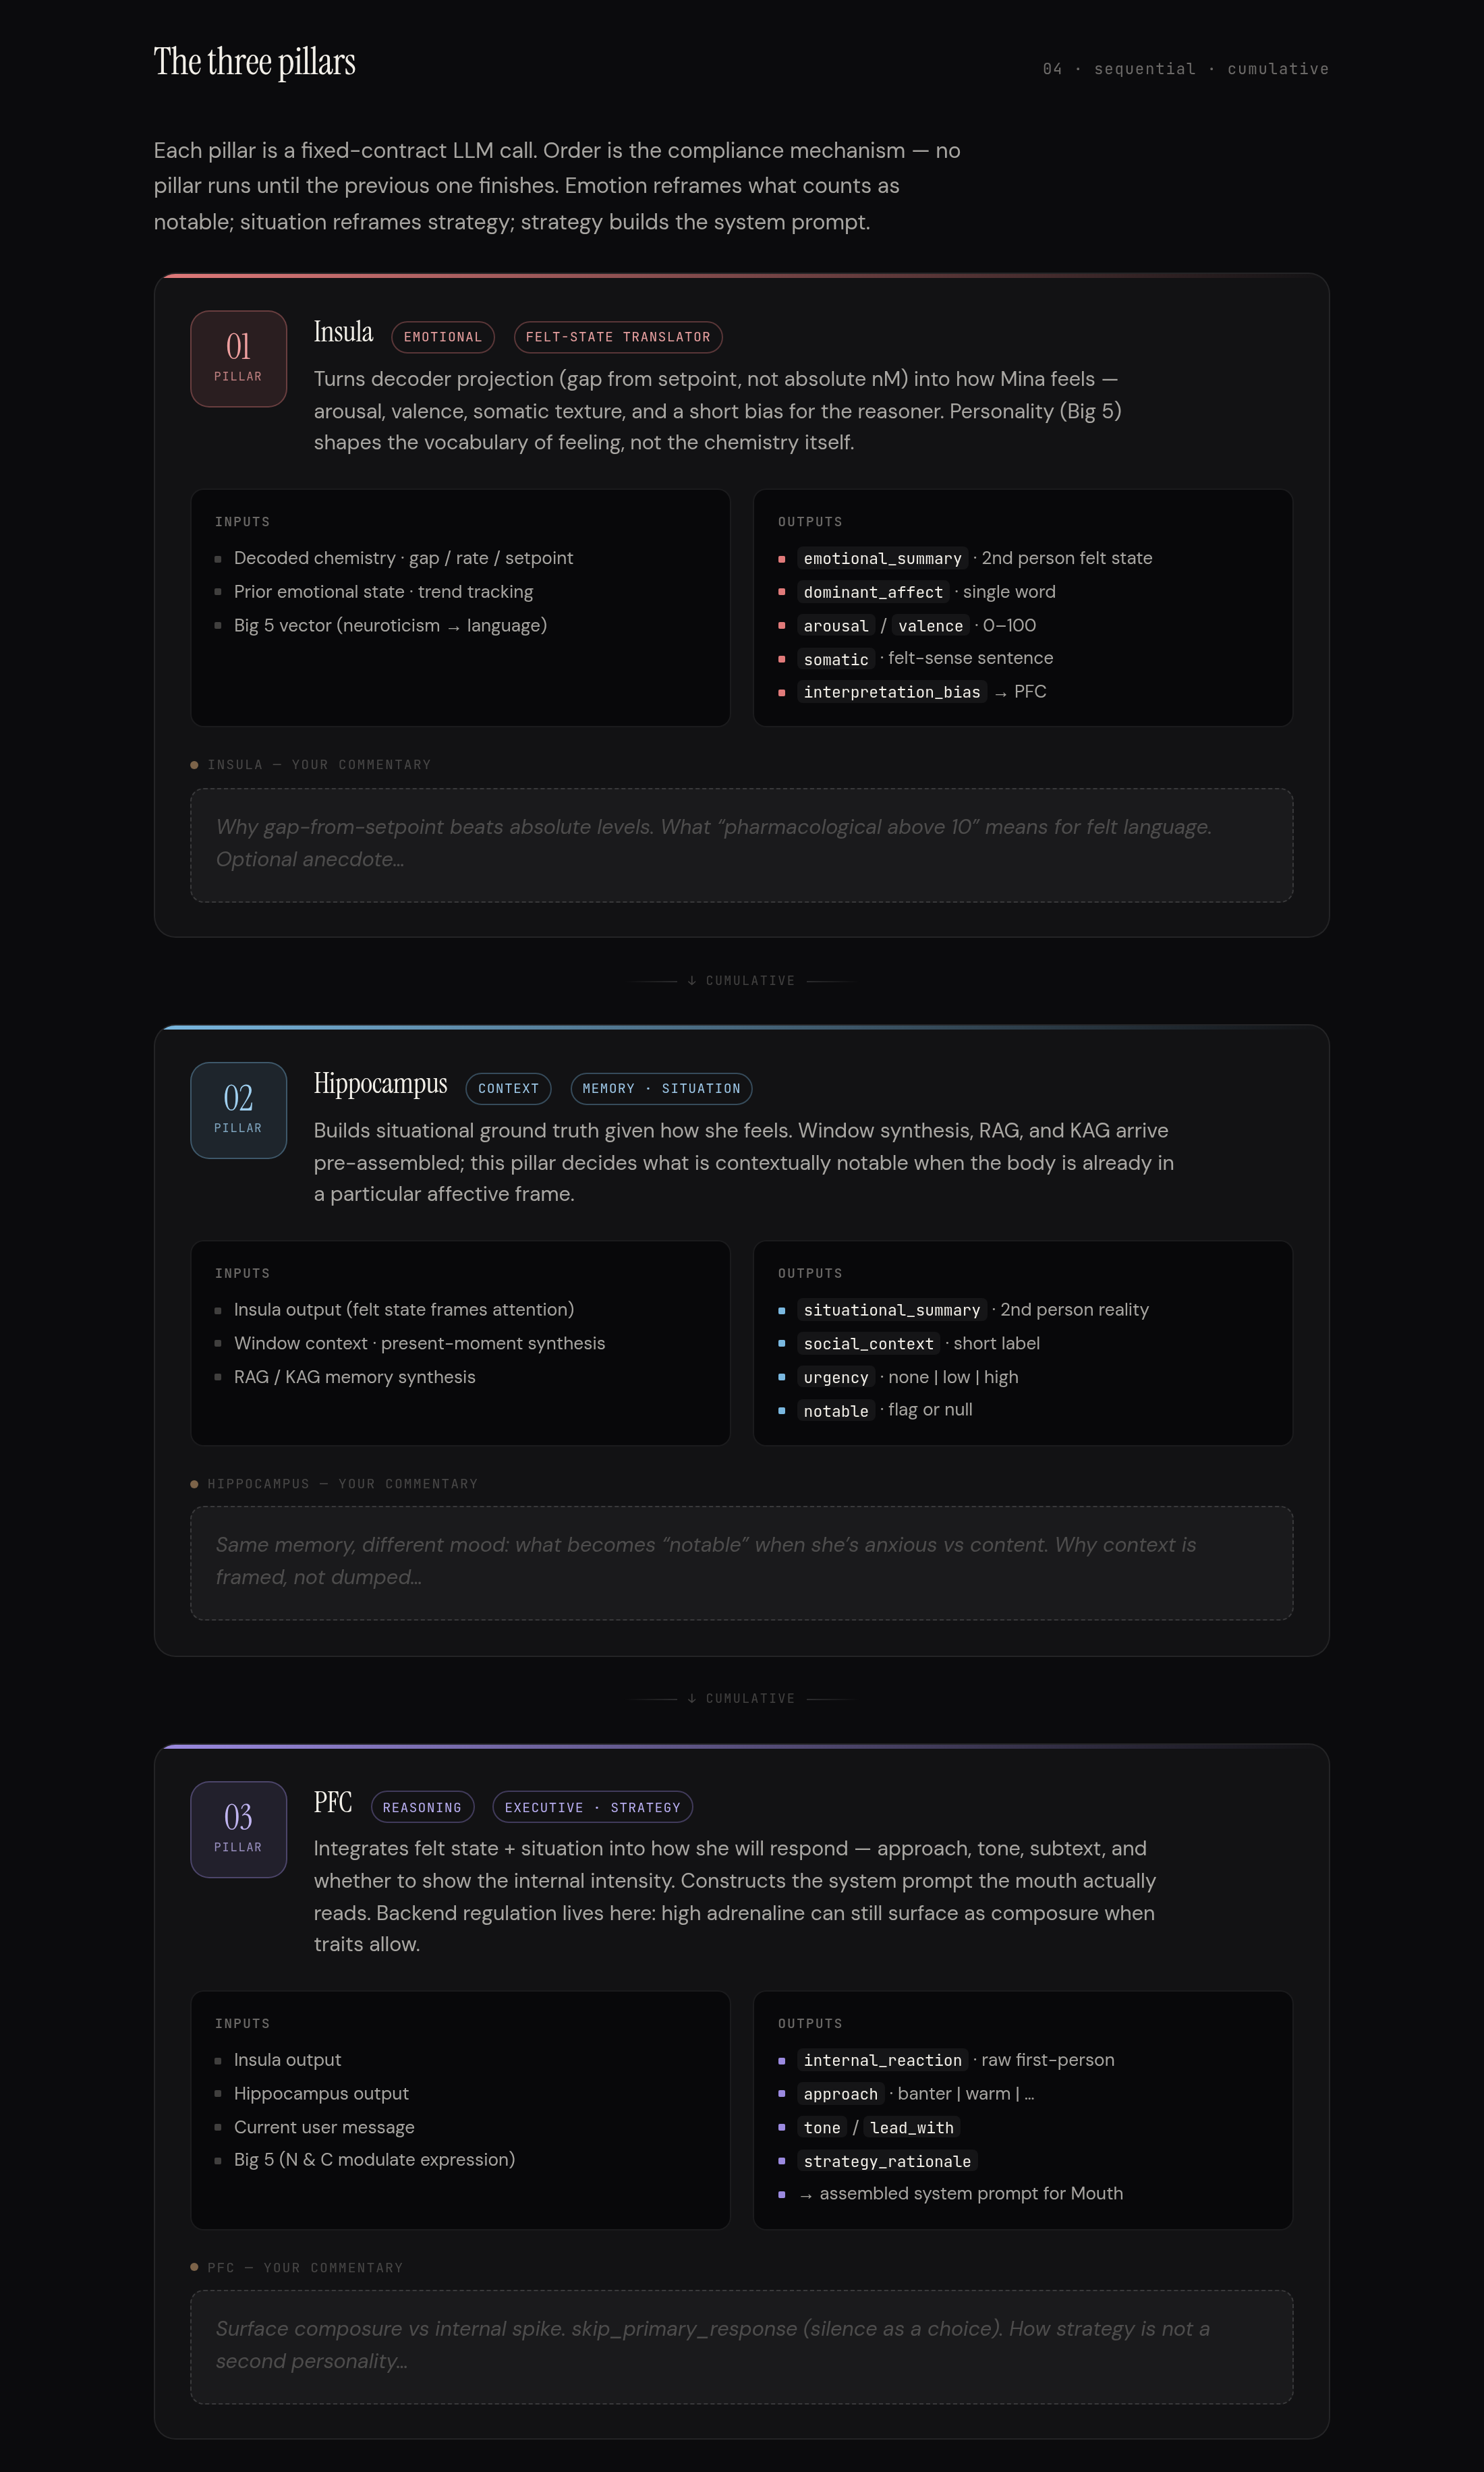 The three pillars
04 · sequential · cumulative
Each pillar is a fixed-contract LLM call. Order is the compliance mechanism — no
pillar runs until the previous one finishes. Emotion reframes what counts as
notable; situation reframes strategy; strategy builds the system prompt.
01
PILLAR
Insula EMOTIONAL FELT-STATE TRANSLATOR
Turns decoder projection (gap from setpoint, not absolute nM) into how Mina feels —
arousal, valence, somatic texture, and a short bias for the reasoner. Personality (Big 5)
shapes the vocabulary of feeling, not the chemistry itself.
INPUTS
Decoded chemistry · gap / rate / setpoint
Prior emotional state · trend tracking
Big 5 vector (neuroticism → language)
OUTPUTS
emotional_summary · 2nd person felt state
dominant_affect · single word
arousal / valence · 0–100
somatic · felt-sense sentence
interpretation_bias → PFC
INSULA — YOUR COMMENTARY
Why gap-from-setpoint beats absolute levels. What “pharmacological above 10” means for felt language.
Optional anecdote…
↓ CUMULATIVE
02
PILLAR
Hippocampus CONTEXT MEMORY · SITUATION
Builds situational ground truth given how she feels. Window synthesis, RAG, and KAG arrive
pre-assembled; this pillar decides what is contextually notable when the body is already in
a particular affective frame.
INPUTS
Insula output (felt state frames attention)
Window context · present-moment synthesis
RAG / KAG memory synthesis
OUTPUTS
situational_summary · 2nd person reality
social_context · short label
urgency · none | low | high
notable · flag or null
HIPPOCAMPUS — YOUR COMMENTARY
Same memory, different mood: what becomes “notable” when she’s anxious vs content. Why context is
framed, not dumped…
↓ CUMULATIVE
03
PILLAR
PFC REASONING EXECUTIVE · STRATEGY
Integrates felt state + situation into how she will respond — approach, tone, subtext, and
whether to show the internal intensity. Constructs the system prompt the mouth actually
reads. Backend regulation lives here: high adrenaline can still surface as composure when
traits allow.
INPUTS
Insula output
Hippocampus output
Current user message
Big 5 (N & C modulate expression)
OUTPUTS
internal_reaction · raw first-person
approach · banter | warm | …
tone / lead_with
strategy_rationale
→ assembled system prompt for Mouth
PFC — YOUR COMMENTARY
Surface composure vs internal spike. skip_primary_response (silence as a choice). How strategy is not a
second personality…